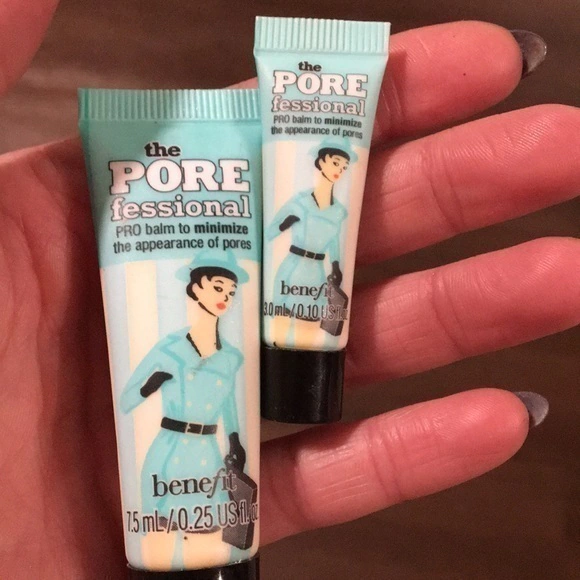 the
PORE
fessional
PRO balm to minimize
the appearance of pores
benefit
7.5 mL/0.25 US fl. oz
the
PORE
fessional
PRO balm to minimize
the appearance of pores
benefit
3.0 mL/0.10 US fl. oz